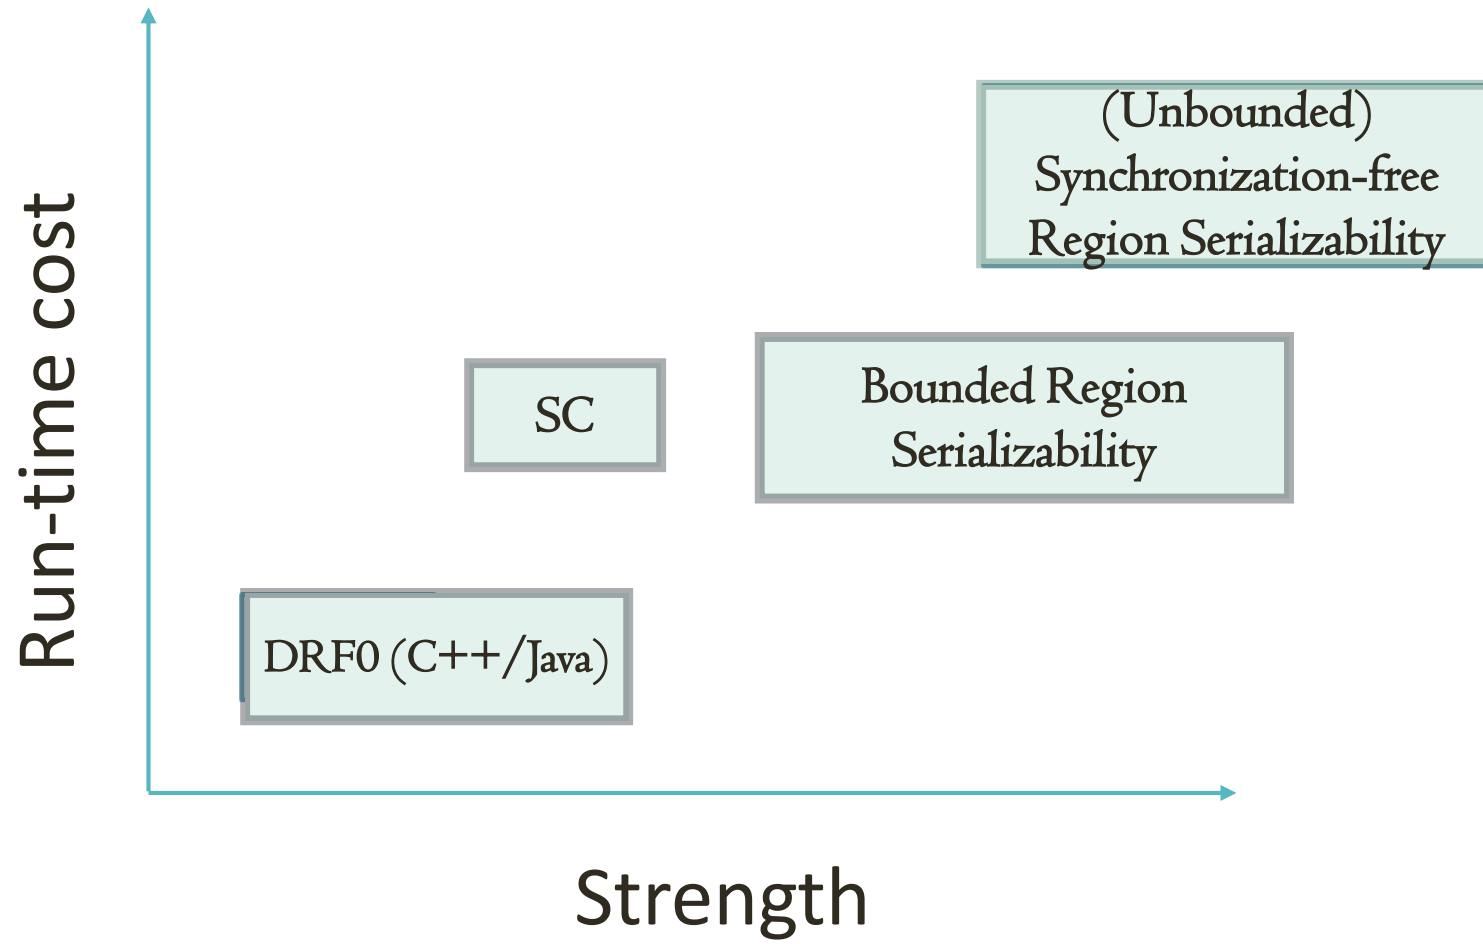 Run-time cost
(Unbounded)
Synchronization-free
Region Serializability
SC
Bounded Region
Serializability
DRF0 (C++/Java)
Strength